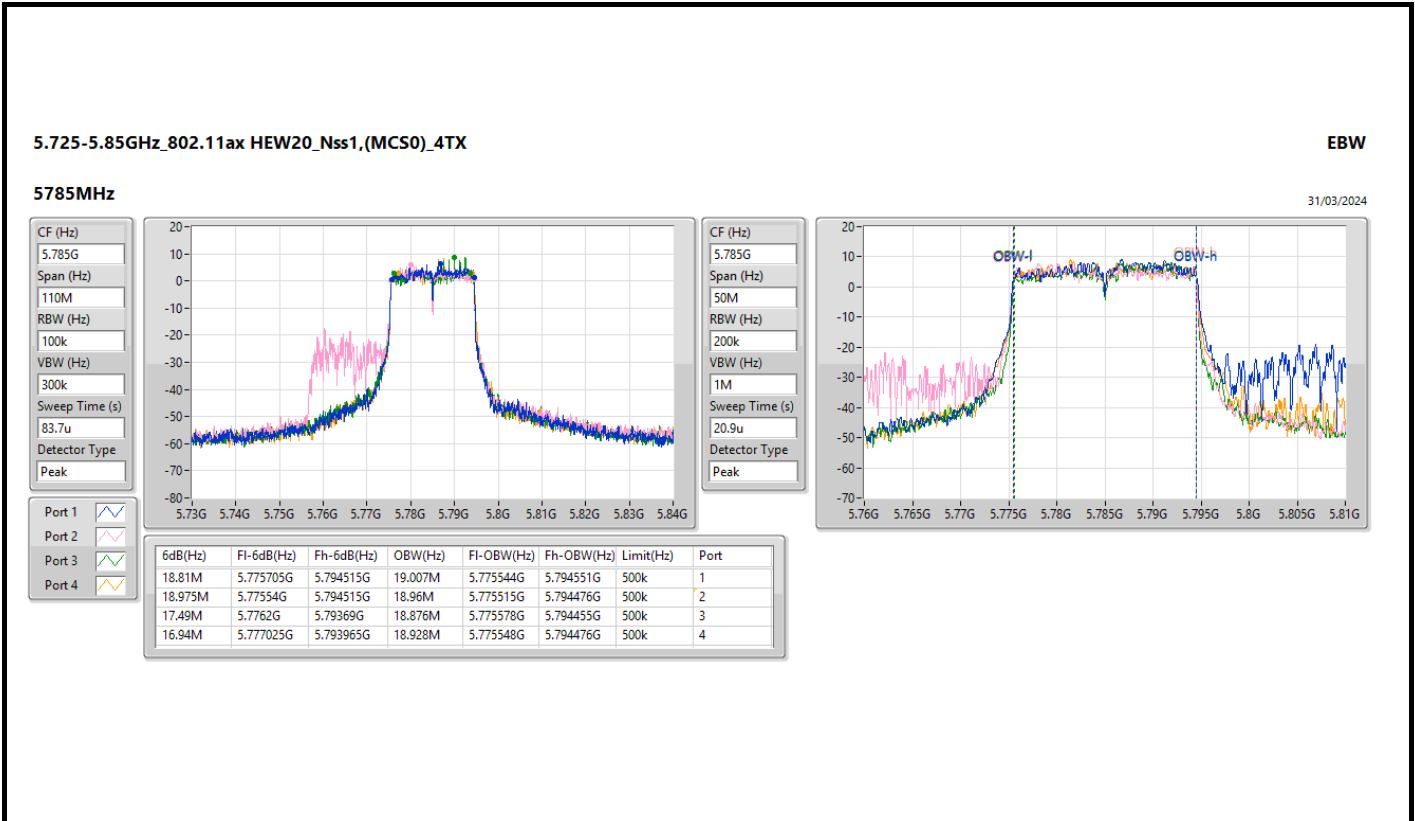 5.725-5.85GHz_802.11ax HEW20_Nss1,(MCS0)_4TX
EBW
5785MHz
31/03/2024
CF (Hz)
5.785G
Span (Hz)
110M
RBW (Hz)
100k
VBW (Hz)
300k
Sweep Time (s)
83.7u
Detector Type
Peak
20
10
0
-10
-20
-30
-40
-50
-60
-70
-80
5.73G 5.74G 5.75G 5.76G 5.77G 5.78G 5.79G 5.8G 5.81G 5.82G 5.83G 5.84G
CF (Hz)
5.785G
Span (Hz)
50M
RBW (Hz)
200k
VBW (Hz)
1M
Sweep Time (s)
20.9u
Detector Type
Peak
20
10
0
-10
-20
-30
-40
-50
-60
-70
OBW-l
OBW-h
5.76G 5.765G 5.77G 5.775G 5.78G 5.785G 5.79G 5.795G 5.8G 5.805G 5.81G
Port 1
Port 2
Port 3
Port 4
6dB(Hz) Fl-6dB(Hz) Fh-6dB(Hz) OBW(Hz) Fl-OBW(Hz) Fh-OBW(Hz) Limit(Hz) Port
18.81M 5.775705G 5.794515G 19.007M 5.775544G 5.794551G 500k 1
18.975M 5.77554G 5.794515G 18.96M 5.775515G 5.794476G 500k 2
17.49M 5.7762G 5.79369G 18.876M 5.775578G 5.794455G 500k 3
16.94M 5.777025G 5.793965G 18.928M 5.775548G 5.794476G 500k 4